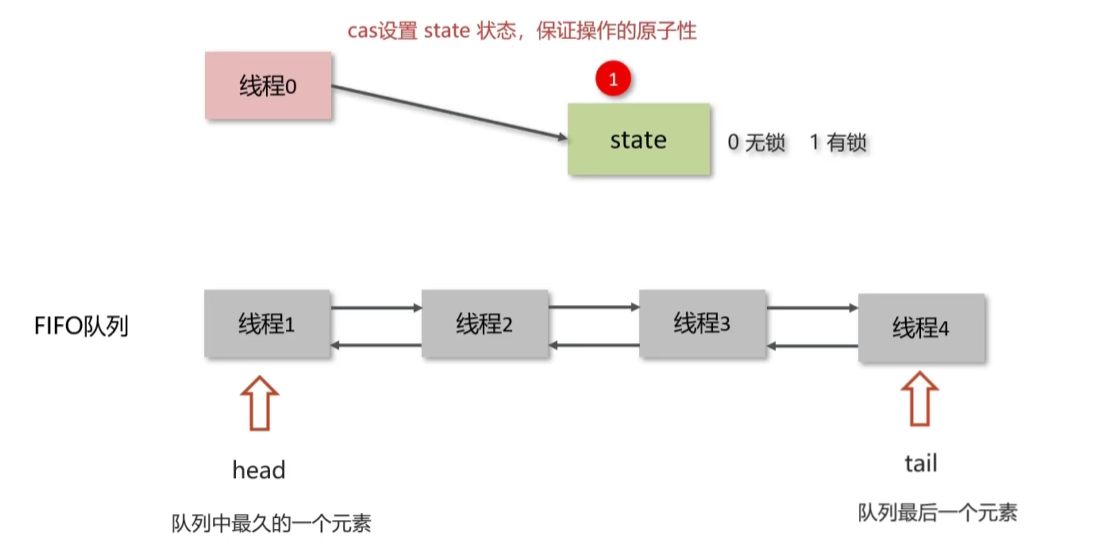 cas设置 state 状态，保证操作的原子性
线程0
1
state
0 无锁 1 有锁
FIFO队列
线程1
线程2
线程3
线程4
head
tail
队列中最久的一个元素
队列最后一个元素